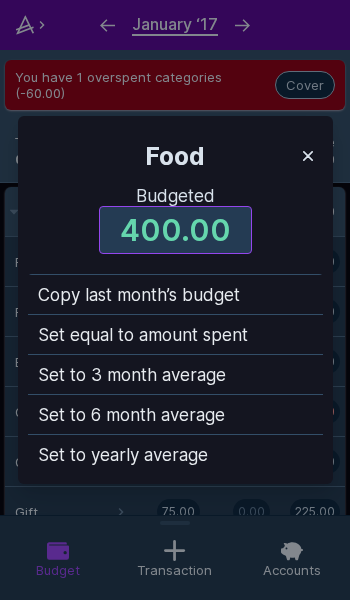 January ‘17
You have 1 overspent categories
(-60.00)
Cover
Food
Budgeted
400.00
Copy last month’s budget
Set equal to amount spent
Set to 3 month average
Set to 6 month average
Set to yearly average
Gift 75.00 0.00 225.00
Budget
Transaction
Accounts